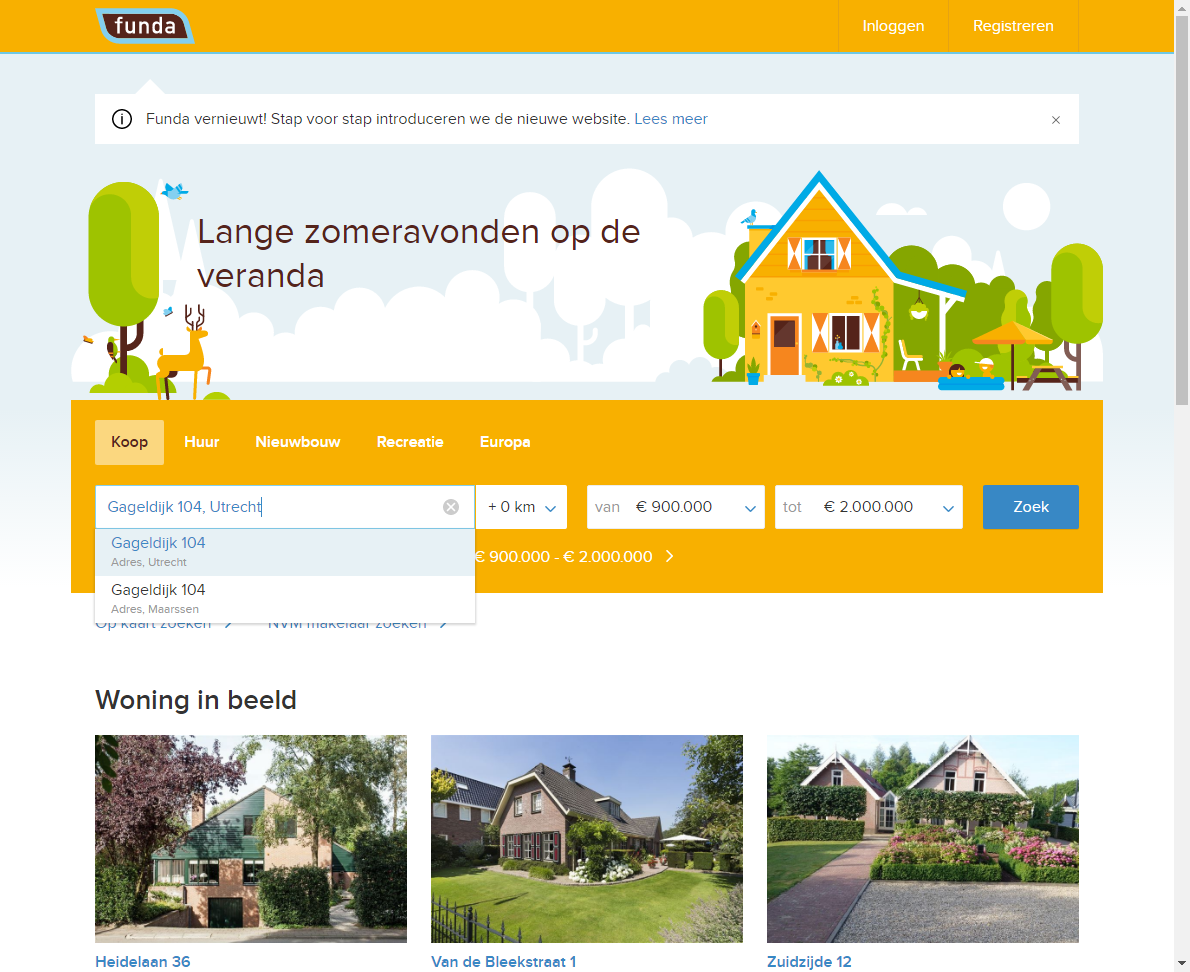 funda
Inloggen
Registreren
Funda vernieuwt! Stap voor stap introduceren we de nieuwe website. Lees meer
Lange zomeravonden op de
veranda
Koop
Huur
Nieuwbouw
Recreatie
Europa
Gageldijk 104, Utrecht
+ 0 km
van € 900.000
tot € 2.000.000
Zoek
Gageldijk 104
Adres, Utrecht
€ 900.000 - € 2.000.000
Gageldijk 104
Adres, Maarssen
Op kaart zoeken
NVM makelaar zoeken
Woning in beeld
Heidelaan 36
Van de Bleekstraat 1
Zuidzijde 12